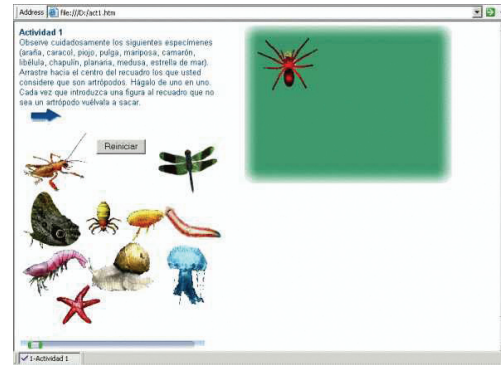 Address file:///D:/act1.htm
Actividad 1
Observe cuidadosamente los siguientes especímenes
(araña, caracol, piojo, pulga, mariposa, camarón,
libélula, chapulín, planaria, medusa, estrella de mar).
Arrastre hacia el centro del recuadro los que usted
considere que son artrópodos. Hágalo de uno en uno.
Cada vez que introduzca una figura al recuadro que no
sea un artrópodo vuélvala a sacar.
Reiniciar
1-Actividad 1